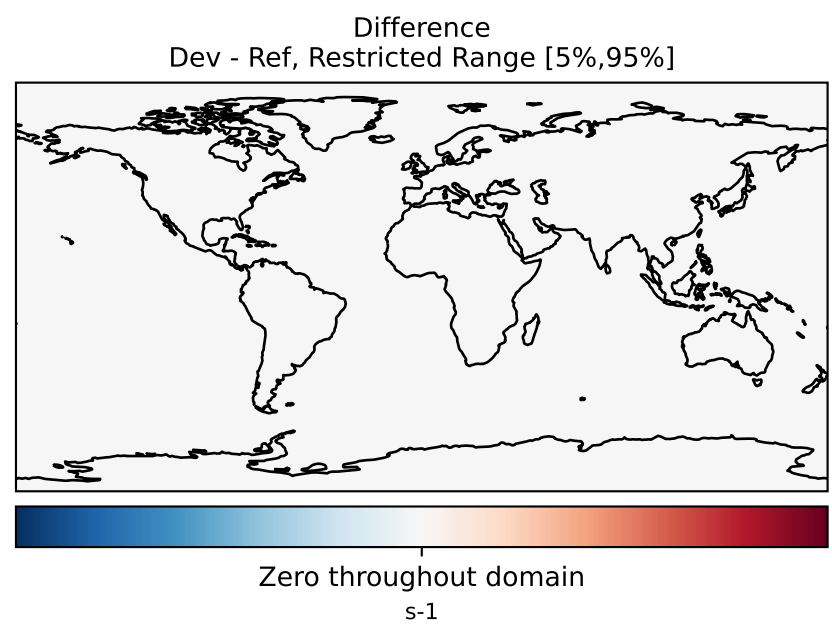 Difference
Dev - Ref, Restricted Range [5%,95%]
Zero throughout domain
s-1